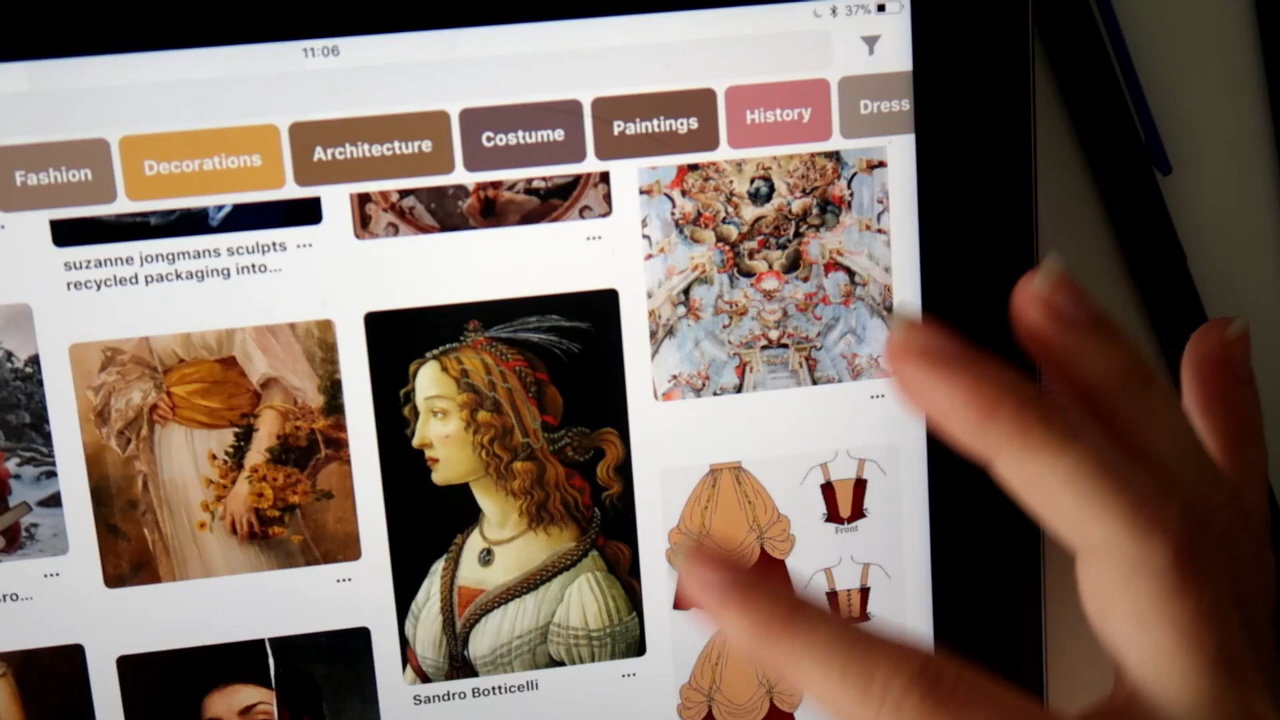 37%
11:06
Fashion
Decorations
Architecture
Costume
Paintings
History
Dress
suzanne jongmans sculpts ...
recycled packaging into...
...
...
...
ro...
...
Front
Sandro Botticelli
...